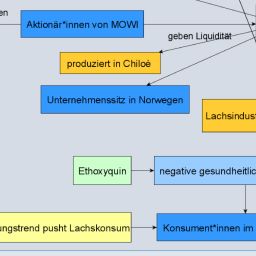 en
Aktionär*innen von MOWI
geben Liquidität
produziert in Chiloè
Unternehmenssitz in Norwegen
Lachsindust
Ethoxyquin
negative gesundheitlic
ungstrend pusht Lachskonsum
Konsument*innen im